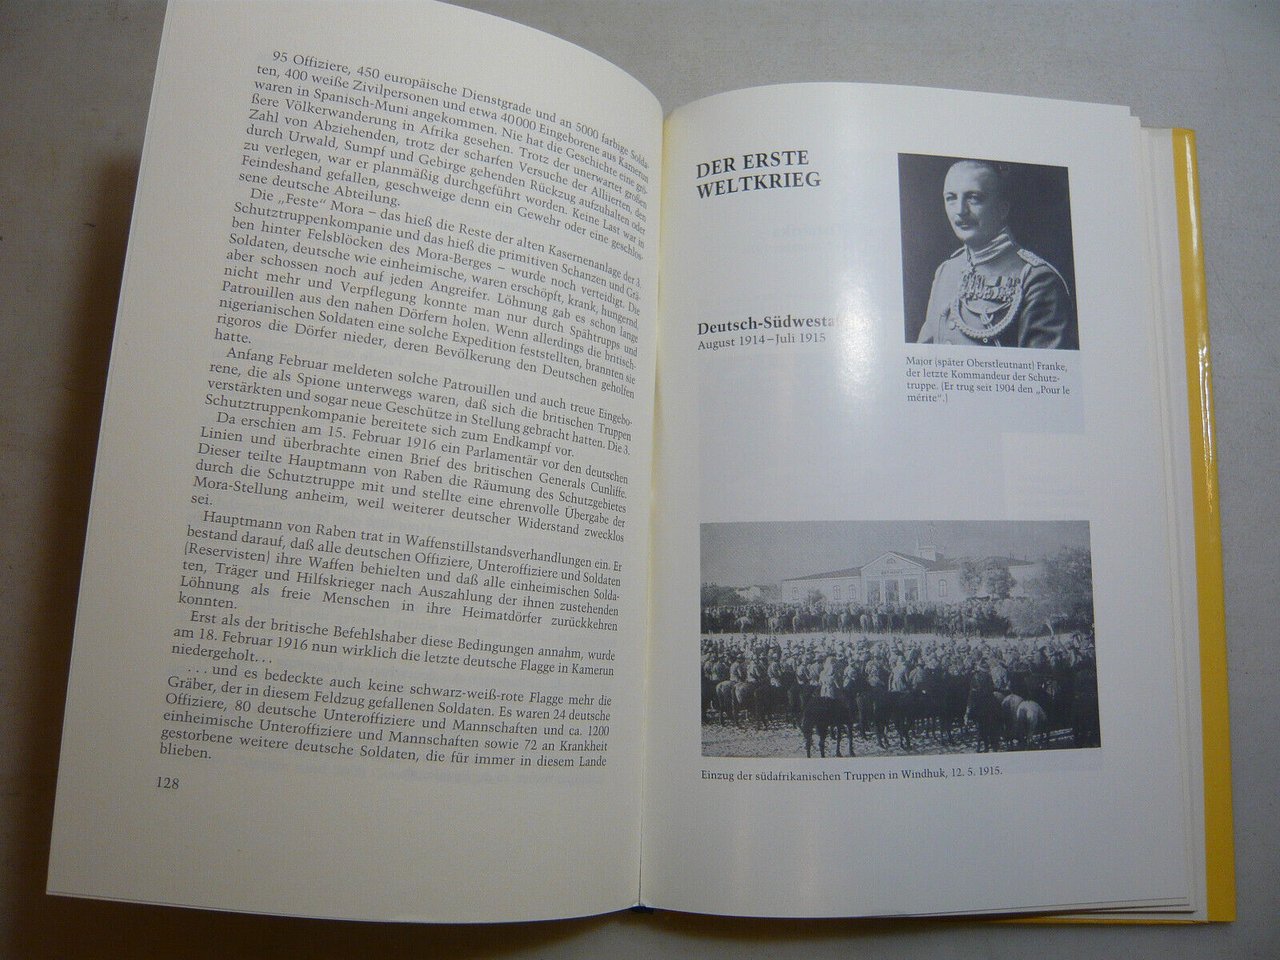 95 Offiziere, 450 europäische Dienstgrade und an 5000 farbige Solda-
ten, 400 weiße Zivilpersonen und etwa 40 000 Eingeborene aus Kamerun
waren in Spanisch-Muni angekommen. Nie hat die Geschichte eine grö-
ßere Völkerwanderung in Afrika gesehen. Trotz der unerwartet großen
Zahl von Abziehenden, trotz der scharfen Versuche der Alliierten, den
durch Urwald, Sumpf und Gebirge gehenden Rückzug aufzuhalten oder
zu verlegen, war er planmäßig durchgeführt worden. Keine Last war in
Feindeshand gefallen, geschweige denn ein Gewehr oder eine geschlos-
sene deutsche Abteilung.
Die „Feste“ Mora – das hieß die Reste der alten Kasernenanlage der 3.
Schutztruppenkompanie und das hieß die primitiven Schanzen und Grä-
ben hinter Felsblöcken des Mora-Berges – wurde noch verteidigt. Die
Soldaten, deutsche wie einheimische, waren erschöpft, krank, hungernd,
aber schossen noch auf jeden Angreifer. Löhnung gab es schon lange
nicht mehr und Verpflegung konnte man nur durch Spähtrupps und
Patrouillen aus den nahen Dörfern holen. Wenn allerdings die britisch-
nigerianischen Soldaten eine solche Expedition feststellten, brannten sie
rigoros die Dörfer nieder, deren Bevölkerung den Deutschen geholfen
hatte.
Anfang Februar meldeten solche Patrouillen und auch treue Eingebo-
rene, die als Spione unterwegs waren, daß sich die britischen Truppen
verstärkten und sogar neue Geschütze in Stellung gebracht hatten. Die 3.
Schutztruppenkompanie bereitete sich zum Endkampf vor.
Da erschien am 15. Februar 1916 ein Parlamentär vor den deutschen
Linien und überbrachte einen Brief des britischen Generals Cunliffe.
Dieser teilte Hauptmann von Raben die Räumung des Schutzgebietes
durch die Schutztruppe mit und stellte eine ehrenvolle Übergabe der
Mora-Stellung anheim, weil weiterer deutscher Widerstand zwecklos
sei.
Hauptmann von Raben trat in Waffenstillstandsverhandlungen ein. Er
bestand darauf, daß alle deutschen Offiziere, Unteroffiziere und Soldaten
(Reservisten) ihre Waffen behielten und daß alle einheimischen Solda-
ten, Träger und Hilfskrieger nach Auszahlung der ihnen zustehenden
Löhnung als freie Menschen in ihre Heimatdörfer zurückkehren
konnten.
Erst als der britische Befehlshaber diese Bedingungen annahm, wurde
am 18. Februar 1916 nun wirklich die letzte deutsche Flagge in Kamerun
niedergeholt...
...und es bedeckte auch keine schwarz-weiß-rote Flagge mehr die
Gräber, der in diesem Feldzug gefallenen Soldaten. Es waren 24 deutsche
Offiziere, 80 deutsche Unteroffiziere und Mannschaften und ca. 1200
einheimische Unteroffiziere und Mannschaften sowie 72 an Krankheit
gestorbene weitere deutsche Soldaten, die für immer in diesem Lande
blieben.
128
DER ERSTE
WELTKRIEG
Deutsch-Südwesta
August 1914 – Juli 1915
Major (später Oberstleutnant) Franke,
der letzte Kommandeur der Schutz-
truppe. (Er trug seit 1904 den „Pour le
mérite“.)
Einzug der südafrikanischen Truppen in Windhuk, 12. 5. 1915.